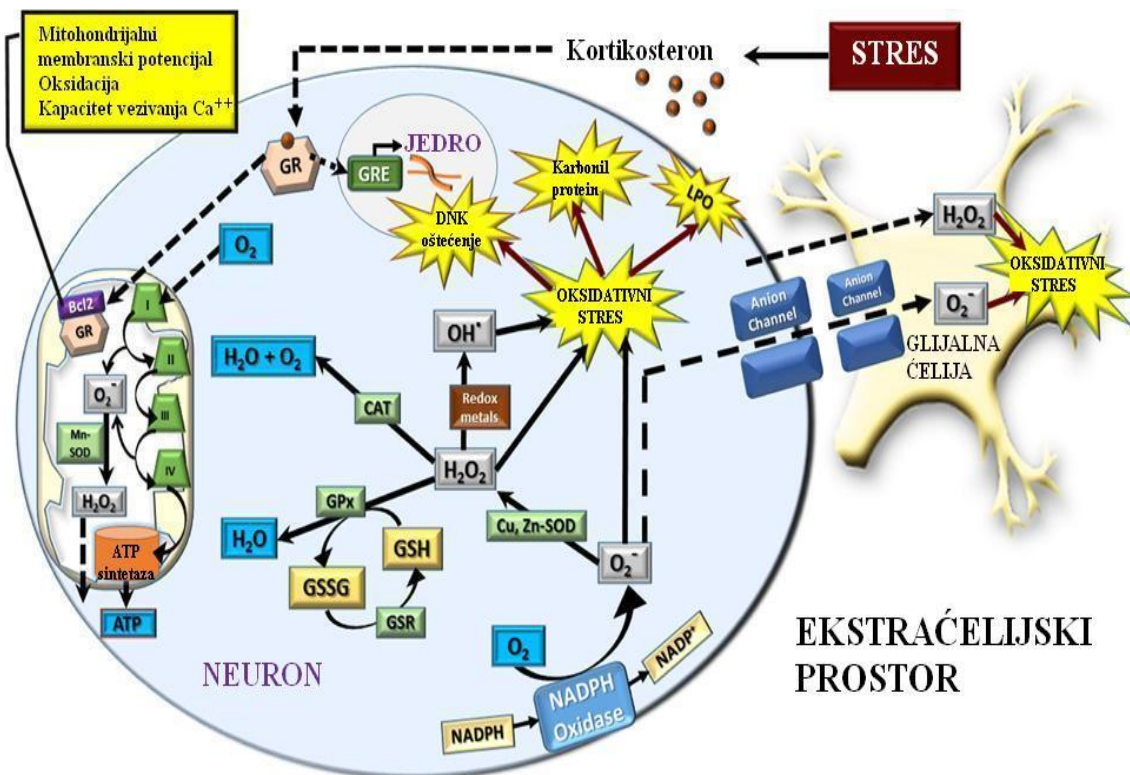 Mitohondrijalni
membranski potencijal
Oksidacija
Kapacitet vezivanja Ca⁺⁺
Kortikosteron
STRES
GR
GRE
JEDRO
Karbonil
protein
LPO
DNK
oštećenje
O₂
H₂O₂
OKSIDATIVNI
STRES
O₂⁻
Anion
Channel
Anion
Channel
GLIJALNA
ĆELIJA
Bcl2
GR
I
II
III
IV
O₂⁻
Mn-
SOD
H₂O₂
ATP
sintetaza
ATP
OKSIDATIVNI
STRES
OH•
H₂O + O₂
CAT
Redox
metals
H₂O₂
GPx
H₂O
GSH
GSSG
GSR
Cu, Zn-SOD
O₂⁻
O₂
NADP⁺
NADPH
Oxidase
NADPH
NEURON
EKSTRAĆELIJSKI
PROSTOR